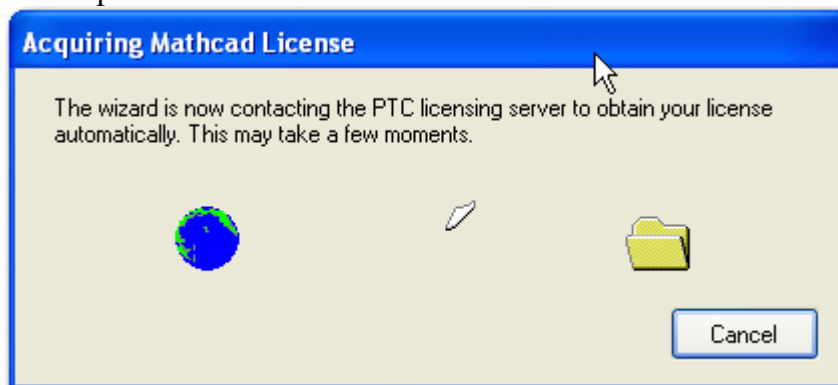 Acquiring Mathcad License
The wizard is now contacting the PTC licensing server to obtain your license
automatically. This may take a few moments.
Cancel